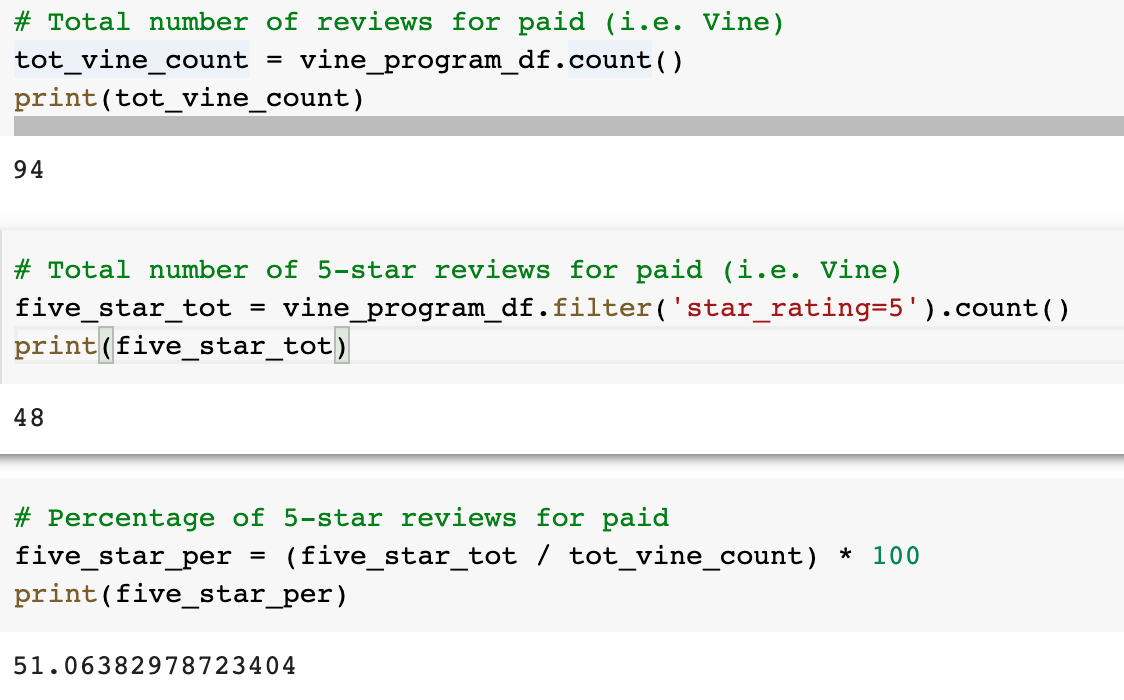 # Total number of reviews for paid (i.e. Vine)
tot_vine_count = vine_program_df.count()
print(tot_vine_count)
94
# Total number of 5-star reviews for paid (i.e. Vine)
five_star_tot = vine_program_df.filter('star_rating=5').count()
print(five_star_tot)
48
# Percentage of 5-star reviews for paid
five_star_per = (five_star_tot / tot_vine_count) * 100
print(five_star_per)
51.06382978723404